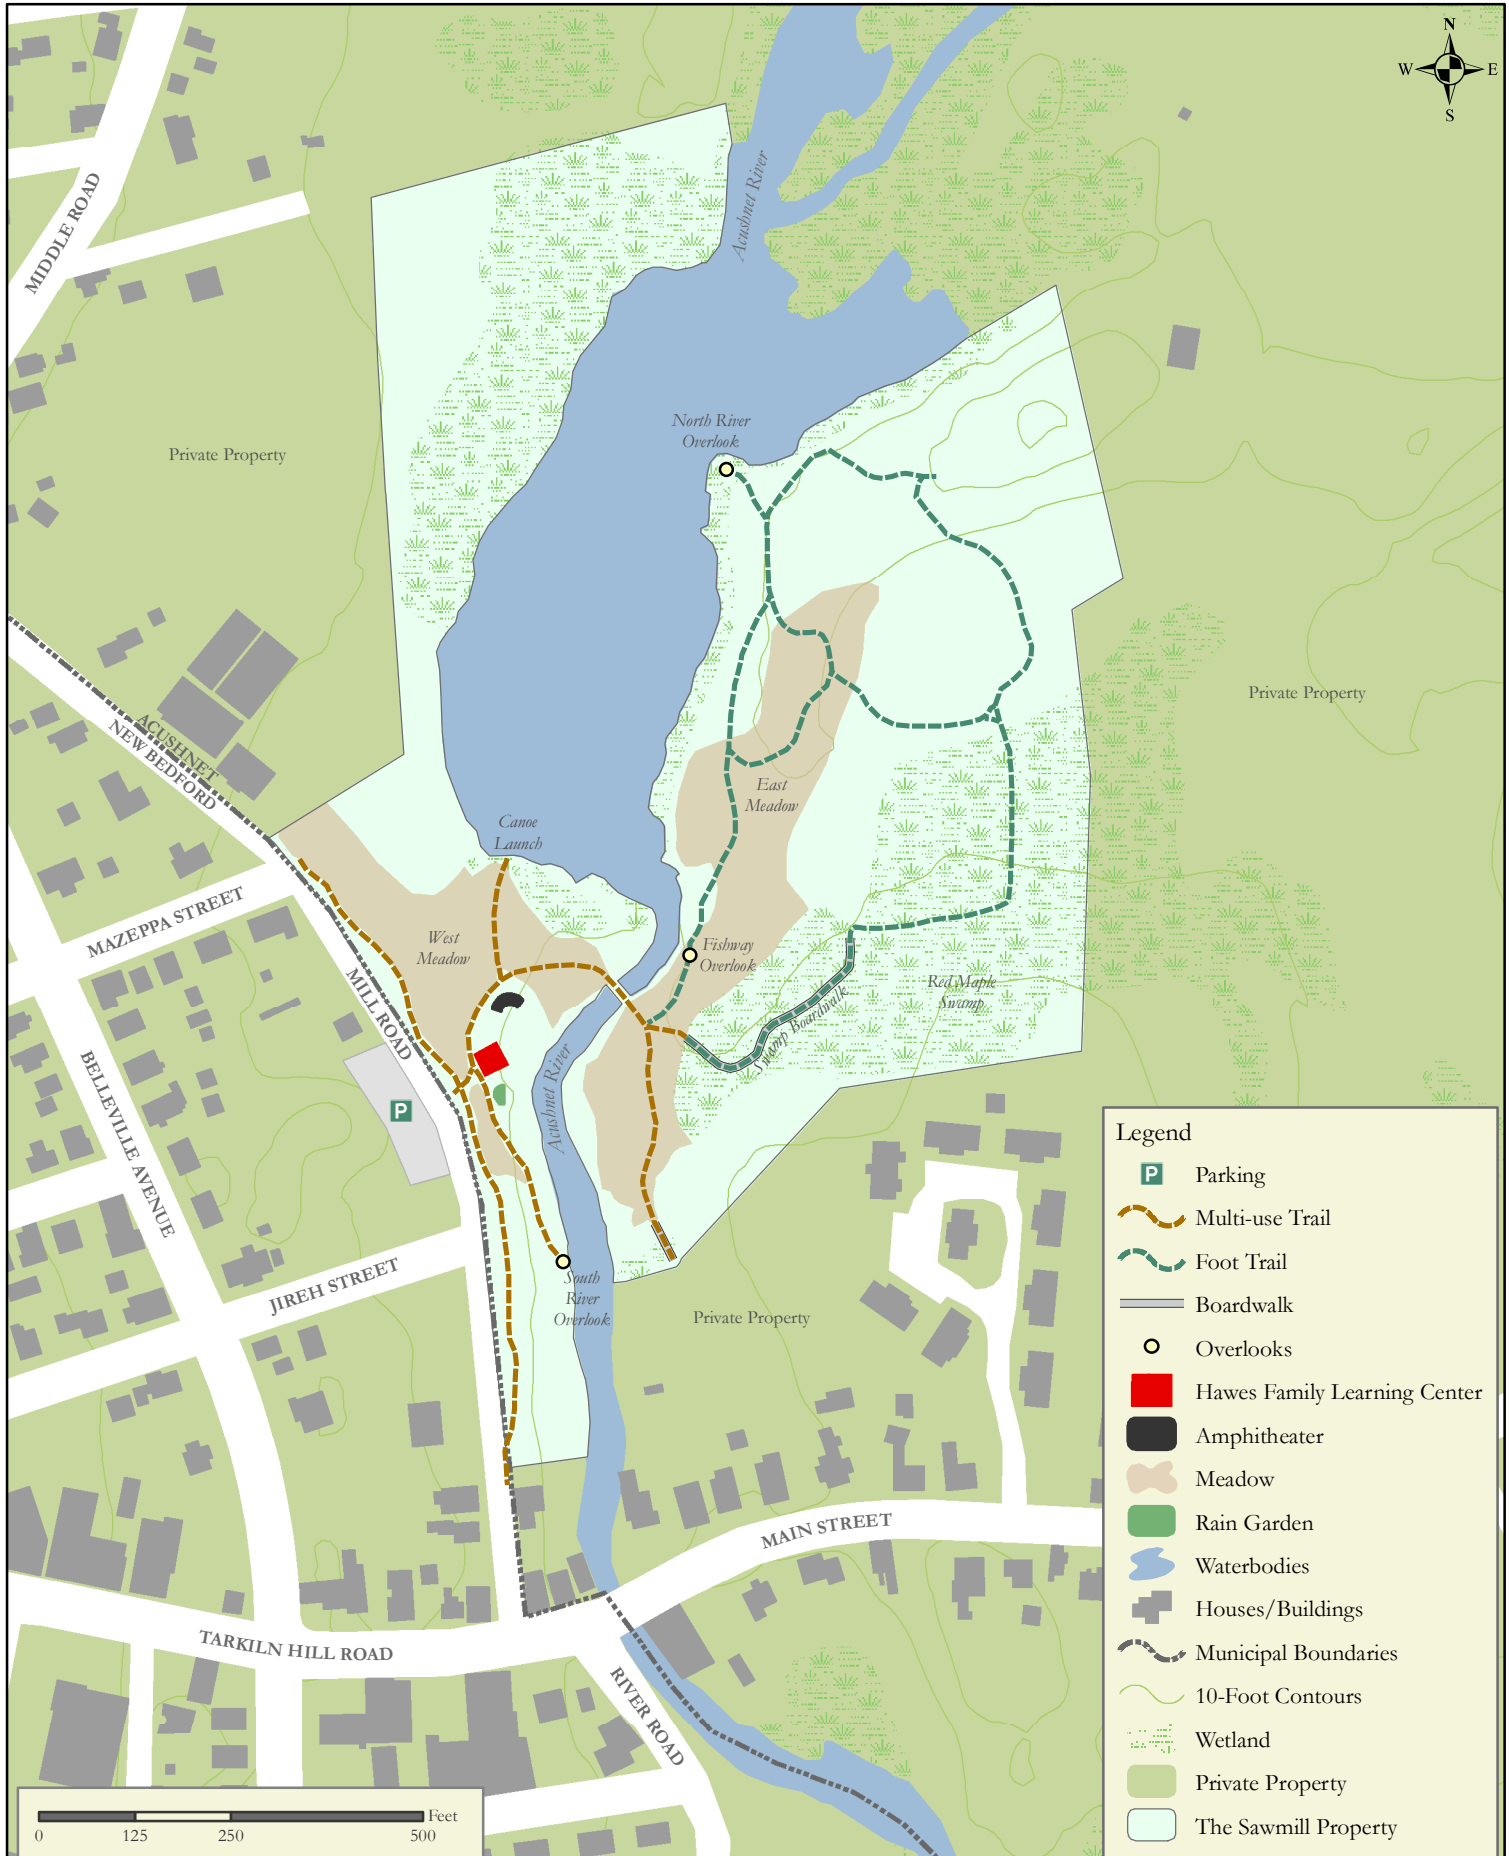 N
W E
S
MIDDLE ROAD
Acushnet River
North River
Overlook
Private Property
Private Property
ACUSHNET
NEW BEDFORD
East
Meadow
Canoe
Launch
MAZEPPA STREET
West
Meadow
Fishway
Overlook
MILL ROAD
Red Maple
Swamp
Swamp Boardwalk
BELLEVILLE AVENUE
Acushnet River
P
JIREH STREET
South
River
Overlook
Private Property
MAIN STREET
TARKILN HILL ROAD
RIVER ROAD
Legend
P Parking
Multi-use Trail
Foot Trail
Boardwalk
Overlooks
Hawes Family Learning Center
Amphitheater
Meadow
Rain Garden
Waterbodies
Houses/Buildings
Municipal Boundaries
10-Foot Contours
Wetland
Private Property
The Sawmill Property
Feet
0 125 250 500